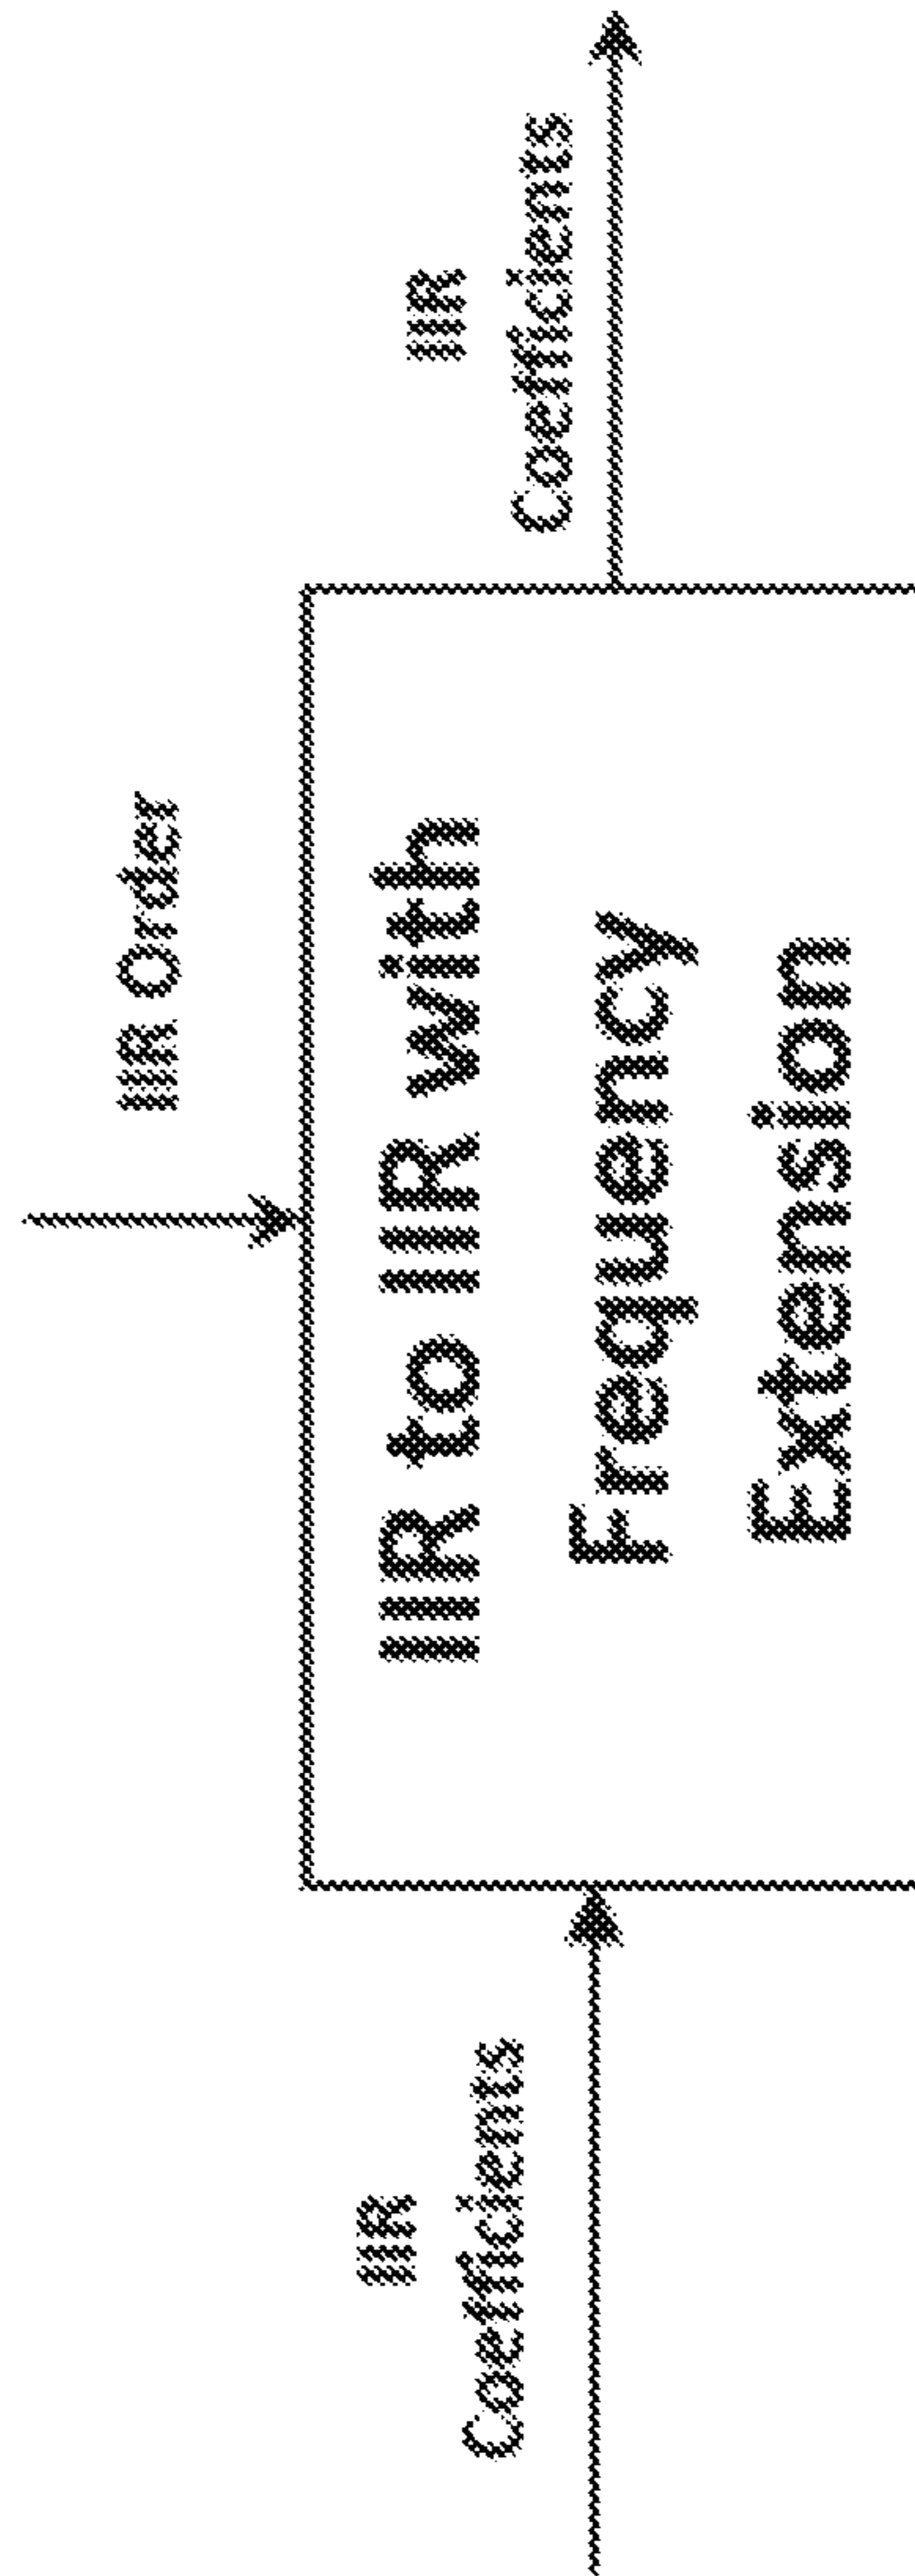 IIR Order
IIR
Coefficients
IIR to IIR with
Frequency
Extension
IIR
Coefficients